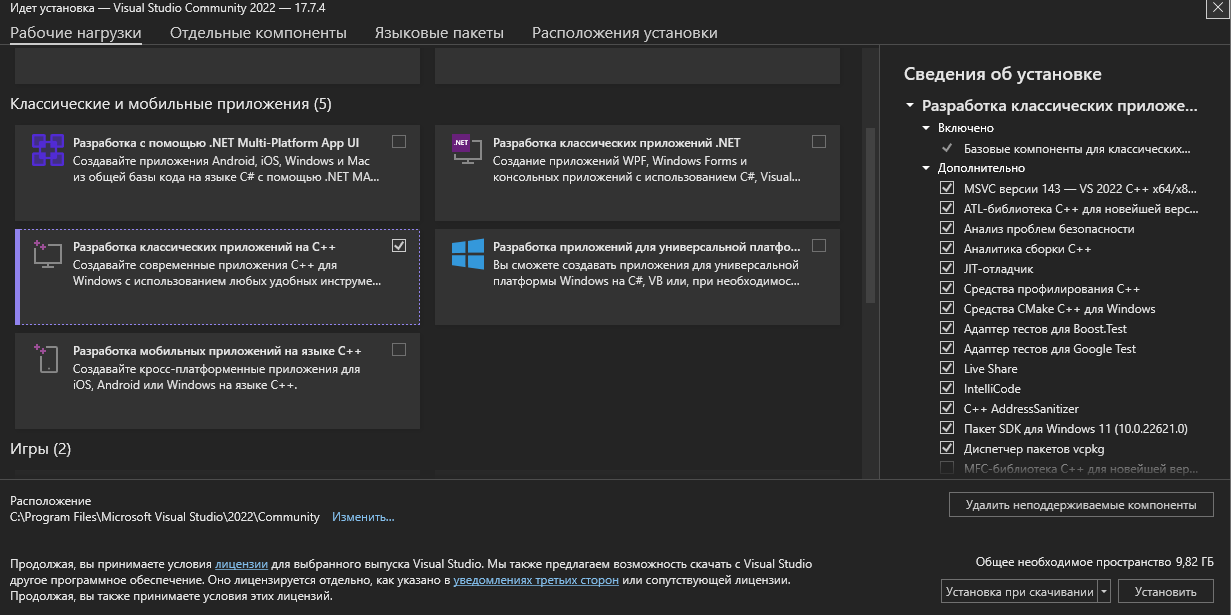 Идет установка — Visual Studio Community 2022 — 17.7.4
Рабочие нагрузки Отдельные компоненты Языковые пакеты Расположения установки
Классические и мобильные приложения (5)
Разработка с помощью .NET Multi-Platform App UI
Создавайте приложения Android, iOS, Windows и Mac
из общей базы кода на языке C# с помощью .NET MA...
.NET
Разработка классических приложений .NET
Создание приложений WPF, Windows Forms и
консольных приложений с использованием C#, Visual...
Разработка классических приложений на C++
Создавайте современные приложения C++ для
Windows с использованием любых удобных инструме...
Разработка приложений для универсальной платфо...
Вы сможете создавать приложения для универсальной
платформы Windows на C#, VB или, при необходимос...
Разработка мобильных приложений на языке C++
Создавайте кросс-платформенные приложения для
iOS, Android или Windows на языке C++.
Игры (2)
Сведения об установке
Разработка классических приложе...
Включено
Базовые компоненты для классических...
Дополнительно
MSVC версии 143 — VS 2022 C++ x64/x8...
ATL-библиотека C++ для новейшей верс...
Анализ проблем безопасности
Аналитика сборки C++
JIT-отладчик
Средства профилирования C++
Средства CMake C++ для Windows
Адаптер тестов для Boost.Test
Адаптер тестов для Google Test
Live Share
IntelliCode
C++ AddressSanitizer
Пакет SDK для Windows 11 (10.0.22621.0)
Диспетчер пакетов vcpkg
MFC-библиотека C++ для новейшей вер...
Расположение
C:\Program Files\Microsoft Visual Studio\2022\Community Изменить...
Удалить неподдерживаемые компоненты
Продолжая, вы принимаете условия лицензии для выбранного выпуска Visual Studio. Мы также предлагаем возможность скачать с Visual Studio
другое программное обеспечение. Оно лицензируется отдельно, как указано в уведомлениях третьих сторон или сопутствующей лицензии.
Продолжая, вы также принимаете условия этих лицензий.
Общее необходимое пространство 9,82 ГБ
Установка при скачивании
Установить